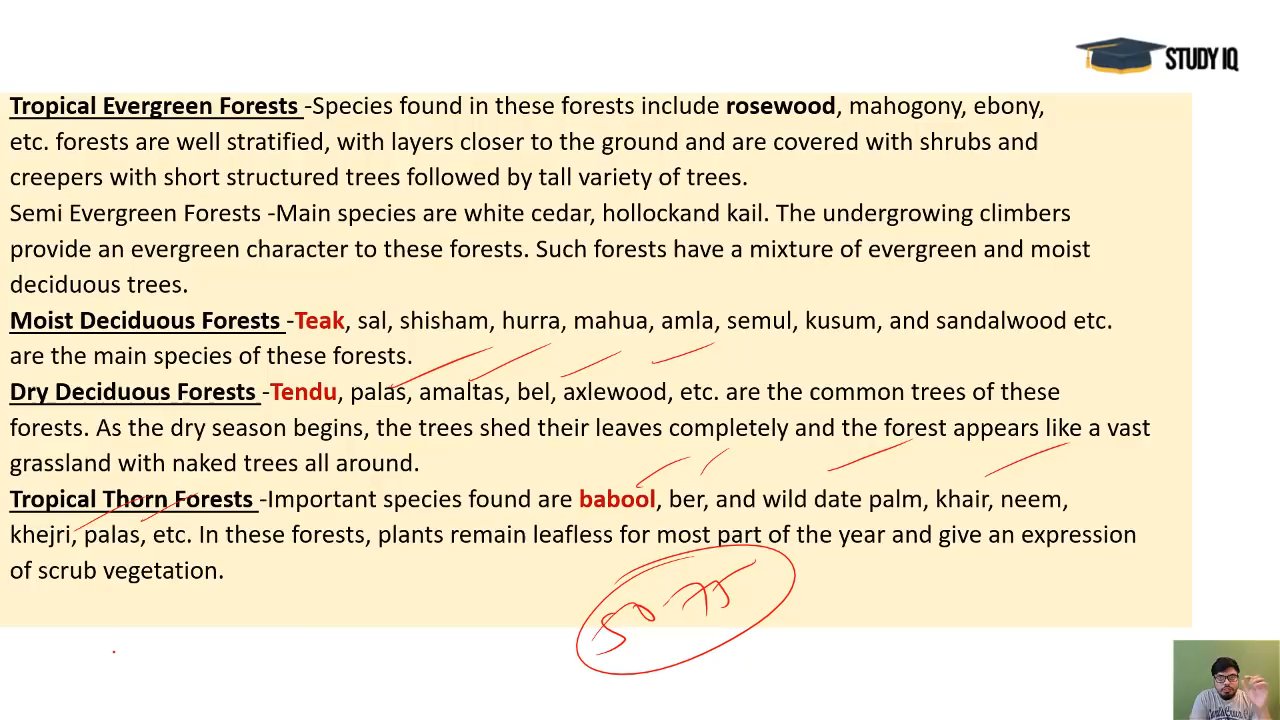 STUDY IQ
Tropical Evergreen Forests -Species found in these forests include rosewood, mahogony, ebony,
etc. forests are well stratified, with layers closer to the ground and are covered with shrubs and
creepers with short structured trees followed by tall variety of trees.
Semi Evergreen Forests -Main species are white cedar, hollockand kail. The undergrowing climbers
provide an evergreen character to these forests. Such forests have a mixture of evergreen and moist
deciduous trees.
Moist Deciduous Forests -Teak, sal, shisham, hurra, mahua, amla, semul, kusum, and sandalwood etc.
are the main species of these forests.
Dry Deciduous Forests -Tendu, palas, amaltas, bel, axlewood, etc. are the common trees of these
forests. As the dry season begins, the trees shed their leaves completely and the forest appears like a vast
grassland with naked trees all around.
Tropical Thorn Forests -Important species found are babool, ber, and wild date palm, khair, neem,
khejri, palas, etc. In these forests, plants remain leafless for most part of the year and give an expression
of scrub vegetation.
50-75